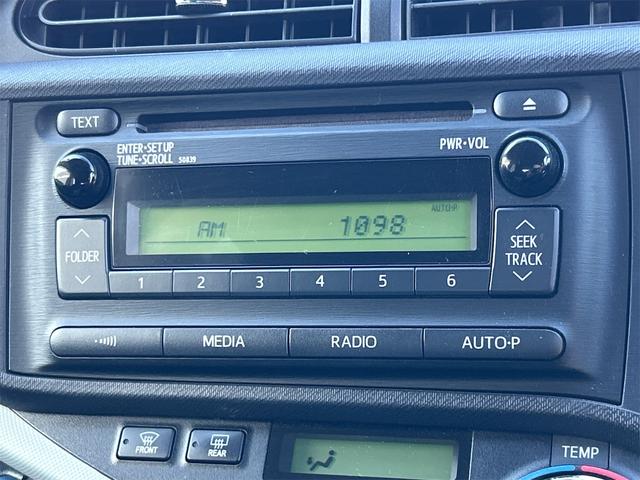 TEXT
ENTER•SETUP
TUNE•SCROLL 50839
PWR•VOL
AUTO•P
AM 1098
FOLDER
SEEK
TRACK
1 2 3 4 5 6
MEDIA RADIO AUTO•P
FRONT
REAR
TEMP